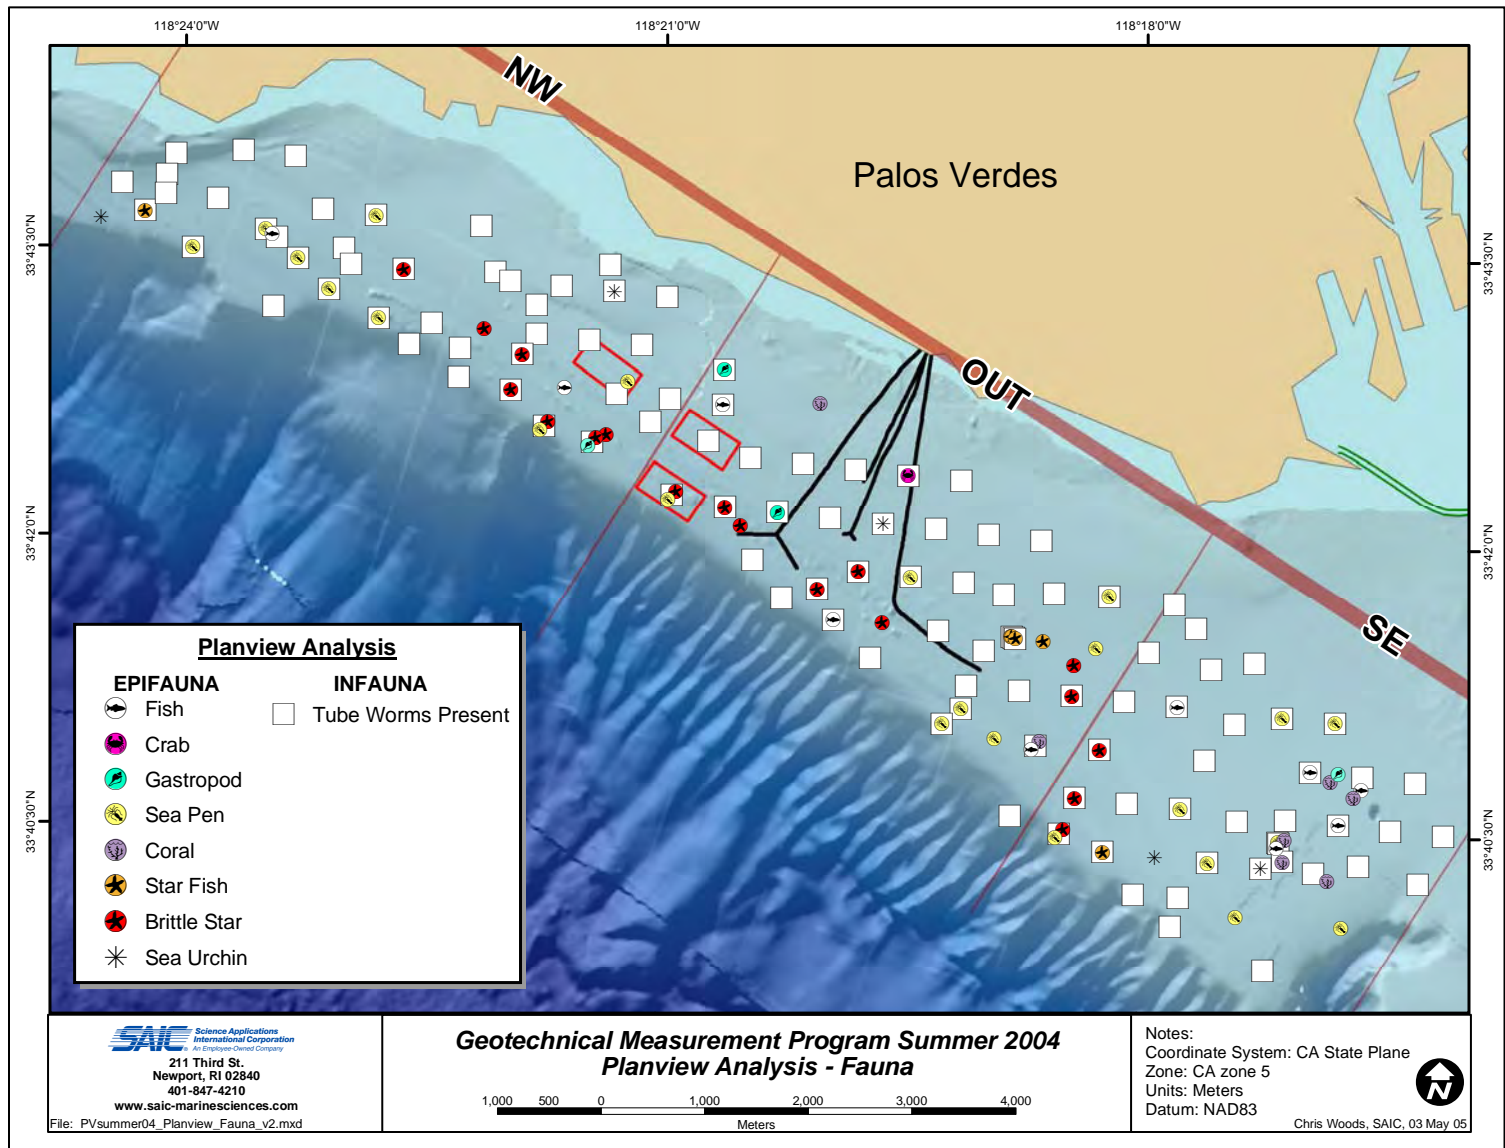 118°24'0"W
118°21'0"W
118°18'0"W
NW
Palos Verdes
33°43'30"N
33°43'30"N
OUT
33°42'0"N
33°42'0"N
SE
33°40'30"N
33°40'30"N
Planview Analysis
EPIFAUNA
INFAUNA
Fish
Tube Worms Present
Crab
Gastropod
Sea Pen
Coral
Star Fish
Brittle Star
Sea Urchin
SAIC
Science Applications
International Corporation
An Employee-Owned Company
211 Third St.
Newport, RI 02840
401-847-4210
www.saic-marinesciences.com
File: PVsummer04_Planview_Fauna_v2.mxd
Geotechnical Measurement Program Summer 2004
Planview Analysis - Fauna
1,000 500 0 1,000 2,000 3,000 4,000
Meters
Notes:
Coordinate System: CA State Plane
Zone: CA zone 5
Units: Meters
Datum: NAD83
N
Chris Woods, SAIC, 03 May 05